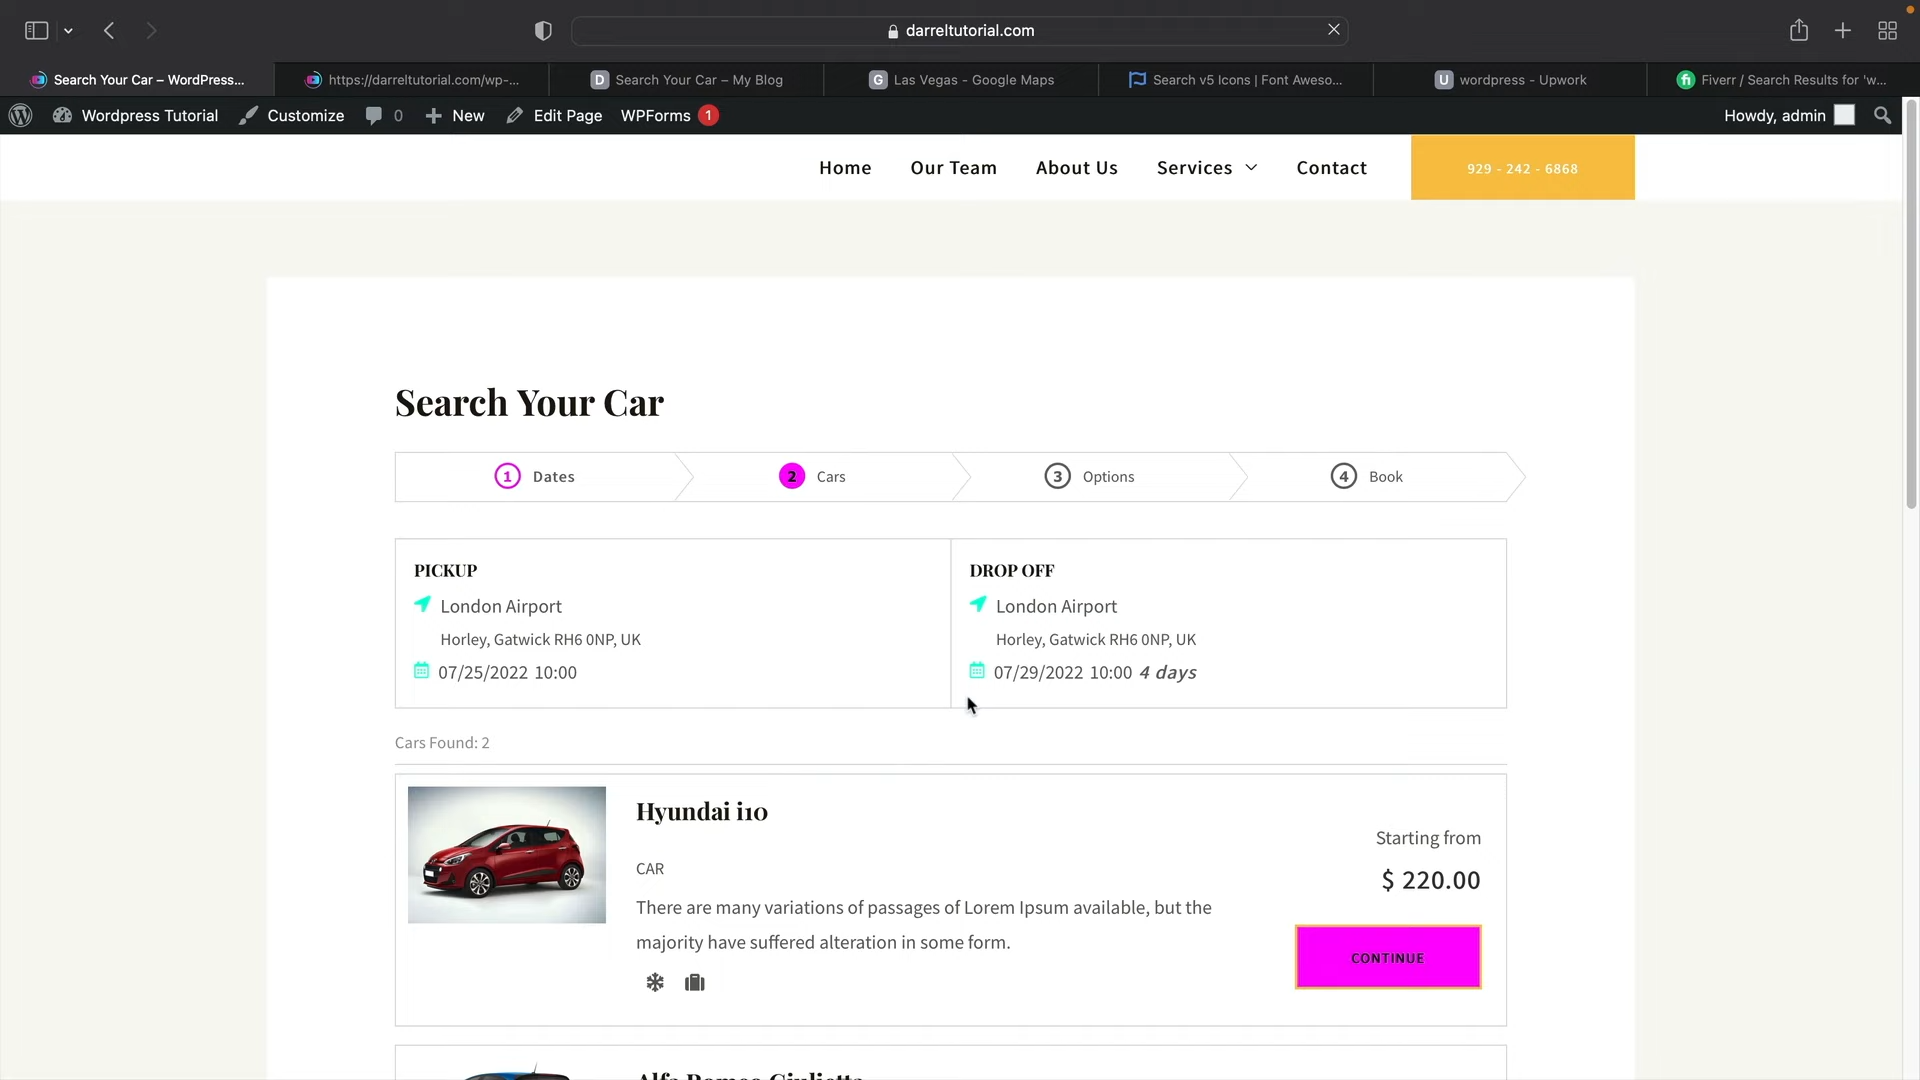 darreltutorial.com
Search Your Car – WordPress...
https://darreltutorial.com/wp-...
D Search Your Car – My Blog
G Las Vegas - Google Maps
Search v5 Icons | Font Aweso...
U wordpress - Upwork
fi Fiverr / Search Results for 'w...
Wordpress Tutorial Customize 0 New Edit Page WPForms 1 Howdy, admin
Home Our Team About Us Services Contact 929 - 242 - 6868
Search Your Car
1 Dates 2 Cars 3 Options 4 Book
PICKUP
London Airport
Horley, Gatwick RH6 0NP, UK
07/25/2022 10:00
DROP OFF
London Airport
Horley, Gatwick RH6 0NP, UK
07/29/2022 10:00 4 days
Cars Found: 2
Hyundai i10
CAR
There are many variations of passages of Lorem Ipsum available, but the
majority have suffered alteration in some form.
Starting from
$ 220.00
CONTINUE
Alfa Romeo Giulietta